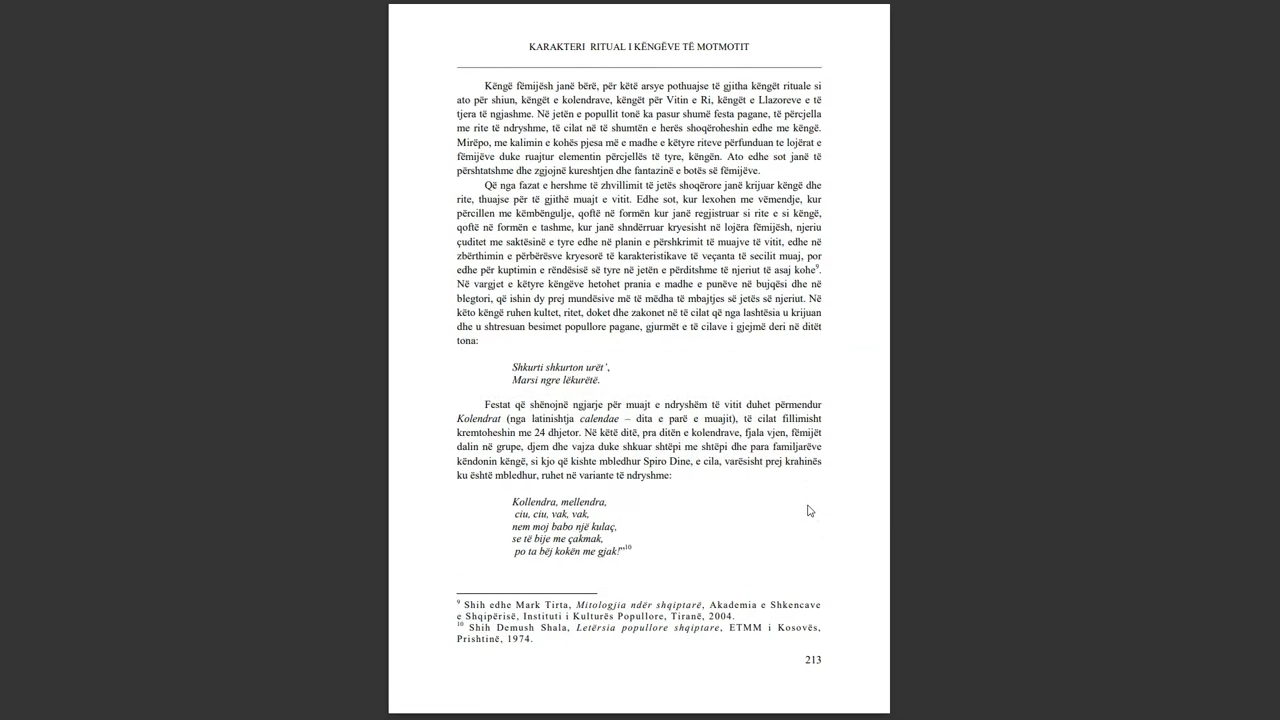 KARAKTERI RITUAL I KËNGËVE TË MOTMOTIT
Këngë fëmijësh janë bërë, për këtë arsye pothuajse të gjitha këngët rituale si
ato për shiun, këngët e kolendrave, këngët për Vitin e Ri, këngët e Llazoreve e të
tjera të ngjashme. Në jetën e popullit tonë ka pasur shumë festa pagane, të përcjella
me rite të ndryshme, të cilat në të shumtën e herës shoqëroheshin edhe me këngë.
Mirëpo, me kalimin e kohës pjesa më e madhe e këtyre riteve përfunduan te lojërat e
fëmijëve duke ruajtur elementin përcjellës të tyre, këngën. Ato edhe sot janë të
përshtatshme dhe zgjojnë kureshtjen dhe fantazinë e botës së fëmijëve.
Që nga fazat e hershme të zhvillimit të jetës shoqërore janë krijuar këngë dhe
rite, thuajse për të gjithë muajt e vitit. Edhe sot, kur lexohen me vëmendje, kur
përcillen me këmbëngulje, qoftë në formën kur janë regjistruar si rite e si këngë,
qoftë në formën e tashme, kur janë shndërruar kryesisht në lojëra fëmijësh, njeriu
çuditet me saktësinë e tyre edhe në planin e përshkrimit të muajve të vitit, edhe në
zbërthimin e përbërësve kryesorë të karakteristikave të veçanta të secilit muaj, por
edhe për kuptimin e rëndësisë së tyre në jetën e përditshme të njeriut të asaj kohe⁹.
Në vargjet e këtyre këngëve hetohet prania e madhe e punëve në bujqësi dhe në
blegtori, që ishin dy prej mundësive më të mëdha të mbajtjes së jetës së njeriut. Në
këto këngë ruhen kultet, ritet, doket dhe zakonet në të cilat që nga lashtësia u krijuan
dhe u shtresuan besimet popullore pagane, gjurmët e të cilave i gjejmë deri në ditët
tona:
Shkurti shkurton urët’,
Marsi ngre lëkurëtë.
Festat që shënojnë ngjarje për muajt e ndryshëm të vitit duhet përmendur
Kolendrat (nga latinishtja calendae – dita e parë e muajit), të cilat fillimisht
kremtoheshin me 24 dhjetor. Në këtë ditë, pra ditën e kolendrave, fjala vjen, fëmijët
dalin në grupe, djem dhe vajza duke shkuar shtëpi me shtëpi dhe para familjarëve
këndonin këngë, si kjo që kishte mbledhur Spiro Dine, e cila, varësisht prej krahinës
ku është mbledhur, ruhet në variante të ndryshme:
Kollendra, mellendra,
ciu, ciu, vak, vak,
nem moj babo një kulaç,
se të bije me çakmak,
po ta bëj kokën me gjak!”¹⁰
⁹ Shih edhe Mark Tirta, Mitologjia ndër shqiptarë, Akademia e Shkencave
e Shqipërisë, Instituti i Kulturës Popullore, Tiranë, 2004.
¹⁰ Shih Demush Shala, Letërsia popullore shqiptare, ETMM i Kosovës,
Prishtinë, 1974.
213